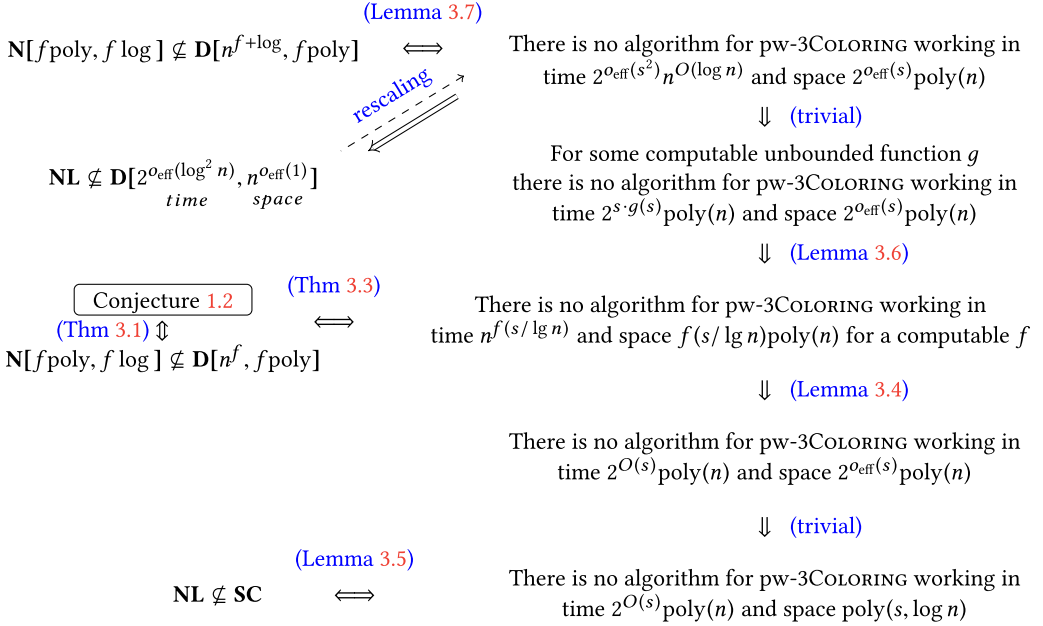 (Lemma 3.7)
N[fpoly, f log] ⊈ D[n^{f+log}, fpoly] ⟺ There is no algorithm for pw-3Coloring working in
time 2^{o_eff(s^2)}n^{O(log n)} and space 2^{o_eff(s)}poly(n)
rescaling
⇓ (trivial)
For some computable unbounded function g
NL ⊈ D[2^{o_eff(log^2 n)}, n^{o_eff(1)}] there is no algorithm for pw-3Coloring working in
time space
time 2^{s·g(s)}poly(n) and space 2^{o_eff(s)}poly(n)
⇓ (Lemma 3.6)
Conjecture 1.2 (Thm 3.3)
There is no algorithm for pw-3Coloring working in
(Thm 3.1) ⇕ ⟺ time n^{f(s/lg n)} and space f(s/lg n)poly(n) for a computable f
N[fpoly, f log] ⊈ D[n^f, fpoly]
⇓ (Lemma 3.4)
There is no algorithm for pw-3Coloring working in
time 2^{O(s)}poly(n) and space 2^{o_eff(s)}poly(n)
⇓ (trivial)
(Lemma 3.5)
NL ⊈ SC ⟺ There is no algorithm for pw-3Coloring working in
time 2^{O(s)}poly(n) and space poly(s, log n)